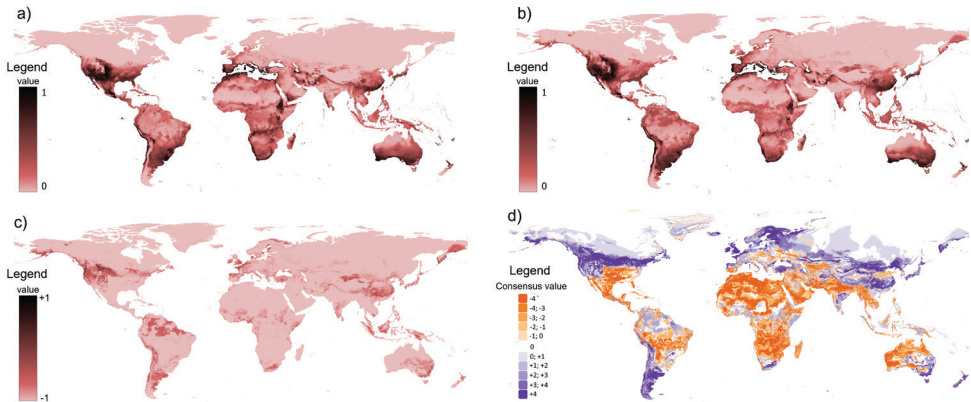 a)
Legend
value
1
0
b)
Legend
value
1
0
c)
Legend
value
+1
-1
d)
Legend
Consensus value
-4
-4; -3
-3; -2
-2; -1
-1; 0
0
0; +1
+1; +2
+2; +3
+3; +4
+4